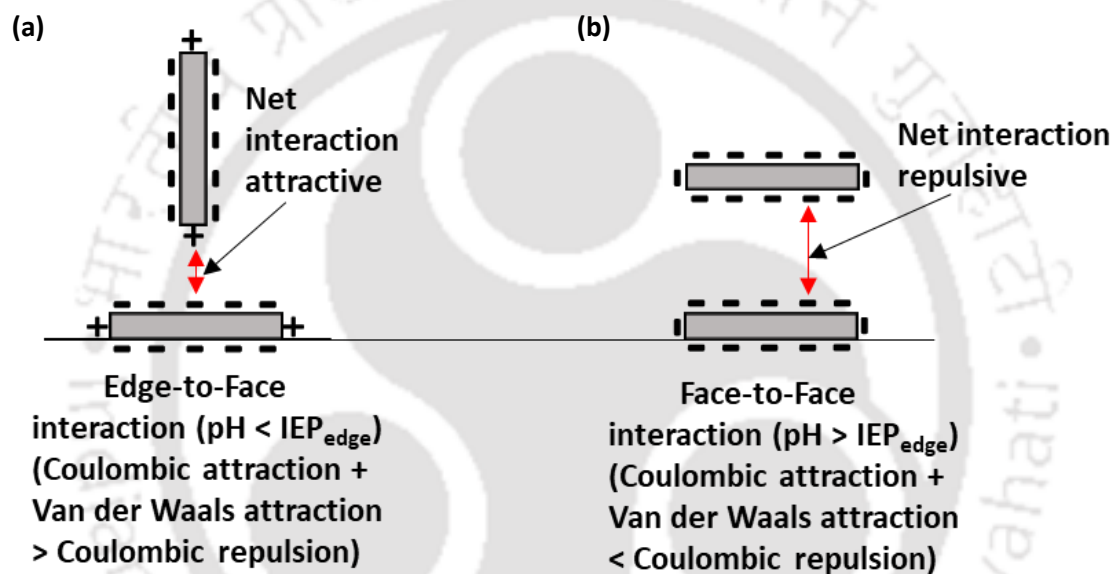 (a)
Net
interaction
attractive
Edge-to-Face
interaction (pH < IEPedge)
(Coulombic attraction +
Van der Waals attraction
> Coulombic repulsion)
(b)
Net interaction
repulsive
Face-to-Face
interaction (pH > IEPedge)
(Coulombic attraction +
Van der Waals attraction
< Coulombic repulsion)